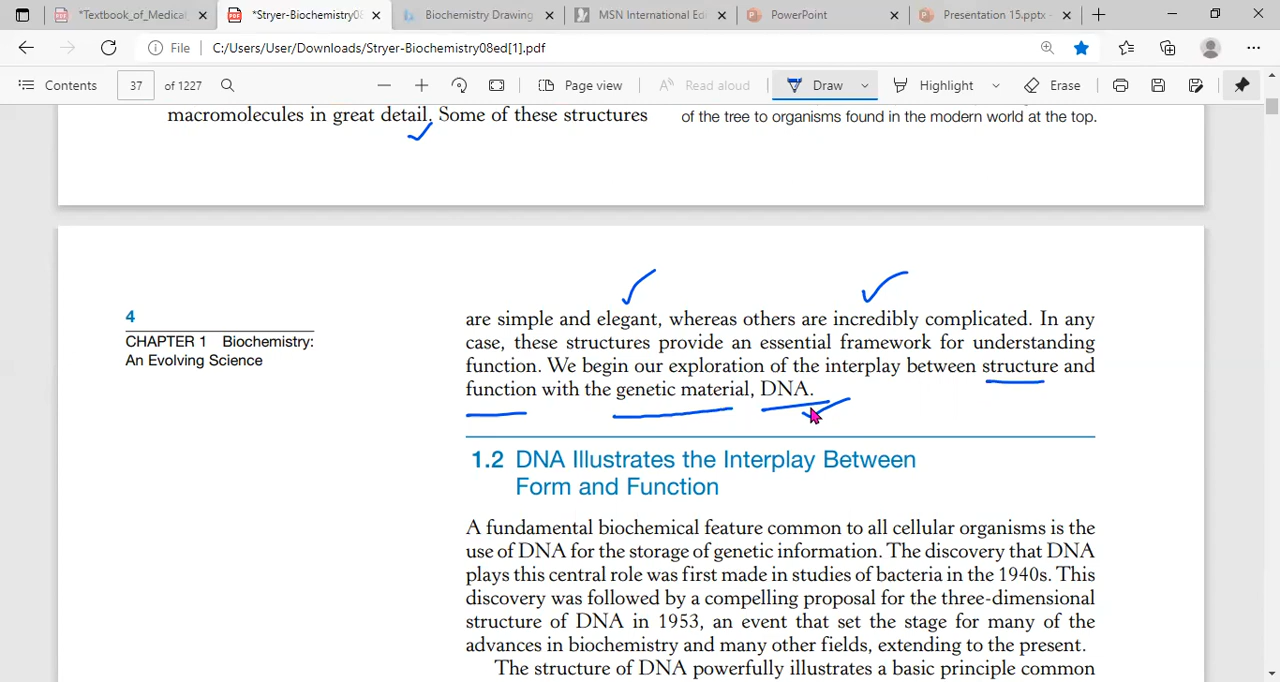 *Textbook_of_Medical_
*Stryer-Biochemistry08
Biochemistry Drawing
MSN International Edi
PowerPoint
Presentation 15.pptx -
File C:/Users/User/Downloads/Stryer-Biochemistry08ed[1].pdf
Contents 37 of 1227 Page view Read aloud Draw Highlight Erase
macromolecules in great detail. Some of these structures
of the tree to organisms found in the modern world at the top.
4
CHAPTER 1 Biochemistry:
An Evolving Science
are simple and elegant, whereas others are incredibly complicated. In any
case, these structures provide an essential framework for understanding
function. We begin our exploration of the interplay between structure and
function with the genetic material, DNA.
1.2 DNA Illustrates the Interplay Between
Form and Function
A fundamental biochemical feature common to all cellular organisms is the
use of DNA for the storage of genetic information. The discovery that DNA
plays this central role was first made in studies of bacteria in the 1940s. This
discovery was followed by a compelling proposal for the three-dimensional
structure of DNA in 1953, an event that set the stage for many of the
advances in biochemistry and many other fields, extending to the present.
The structure of DNA powerfully illustrates a basic principle common